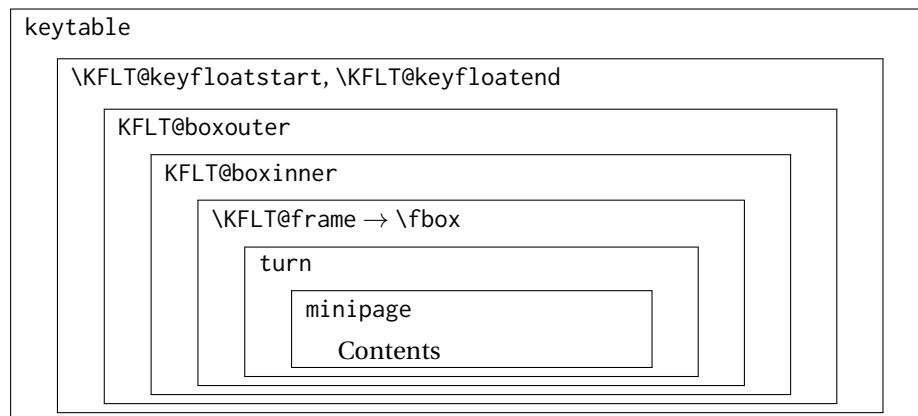 keytable
\KFLT@keyfloatstart, \KFLT@keyfloatend
KFLT@boxouter
KFLT@boxinner
\KFLT@frame → \fbox
turn
minipage
Contents